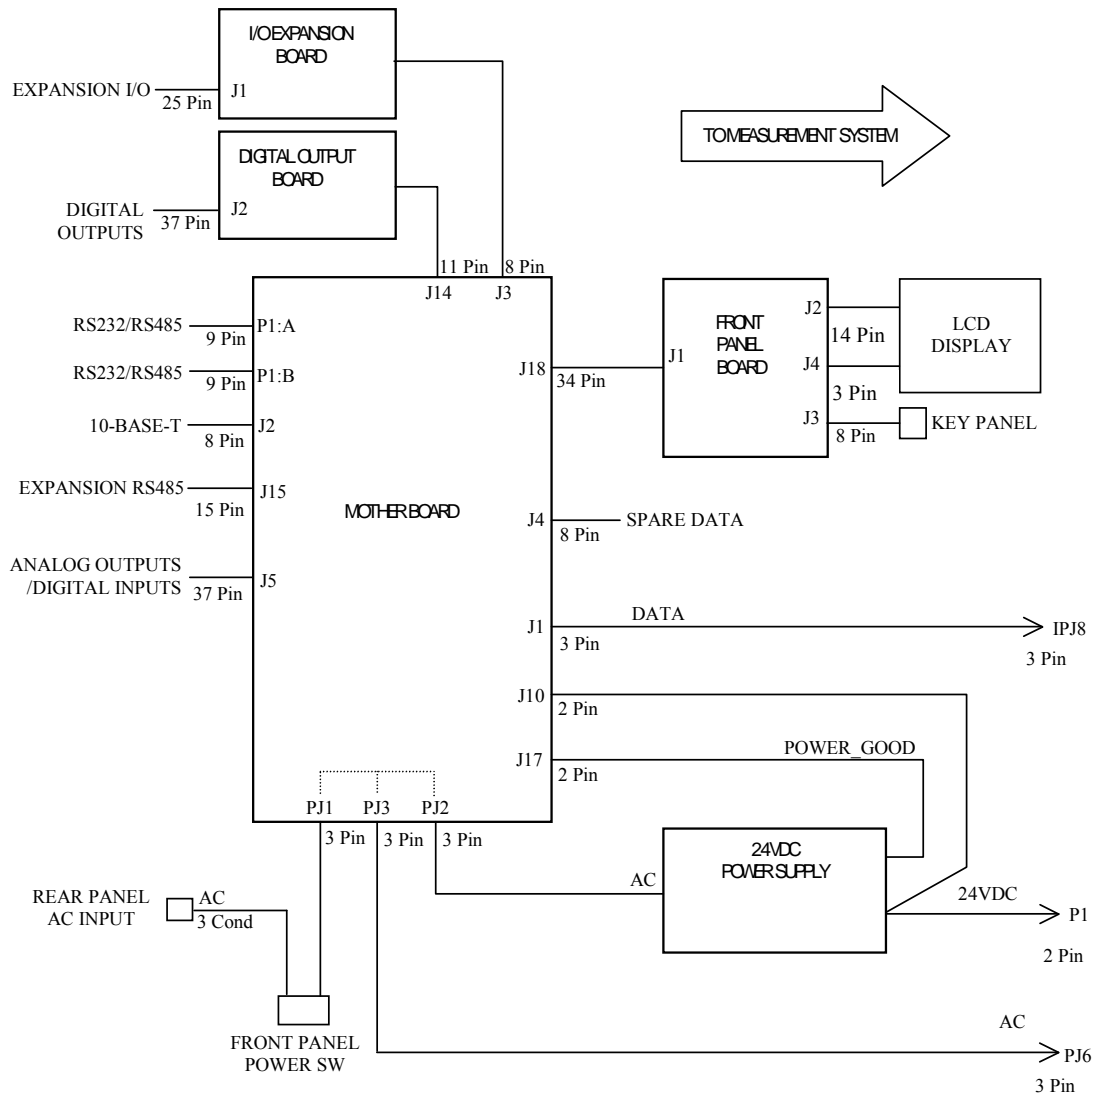 I/O EXPANSION
BOARD
EXPANSION I/O
J1
25 Pin
TO MEASUREMENT SYSTEM
DIGITAL OUTPUT
BOARD
DIGITAL
OUTPUTS
J2
37 Pin
11 Pin
8 Pin
J14
J3
RS232/RS485
P1:A
9 Pin
RS232/RS485
P1:B
9 Pin
10-BASE-T
J2
8 Pin
EXPANSION RS485
J15
15 Pin
ANALOG OUTPUTS
/DIGITAL INPUTS
J5
37 Pin
MOTHER BOARD
J18
34 Pin
J1
FRONT
PANEL
BOARD
J2
14 Pin
J4
3 Pin
J3
8 Pin
LCD
DISPLAY
KEY PANEL
J4
8 Pin
SPARE DATA
J1
3 Pin
DATA
IPJ8
3 Pin
J10
2 Pin
J17
2 Pin
POWER_GOOD
PJ1
PJ3
PJ2
3 Pin
3 Pin
3 Pin
24VDC
POWER SUPPLY
AC
24VDC
P1
2 Pin
REAR PANEL
AC INPUT
AC
3 Cond
FRONT PANEL
POWER SW
AC
PJ6
3 Pin